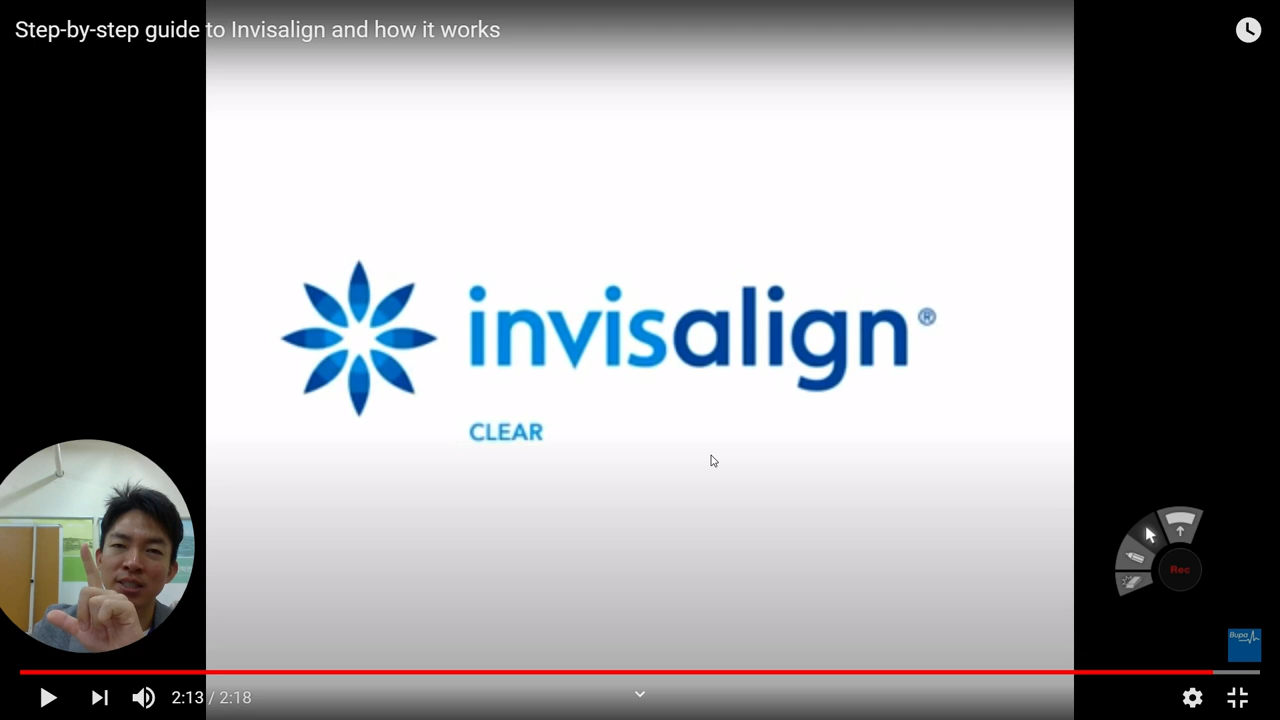 Step-by-step guide to Invisalign and how it works
invisalign®
CLEAR
Rec
Bupa
2:13 / 2:18